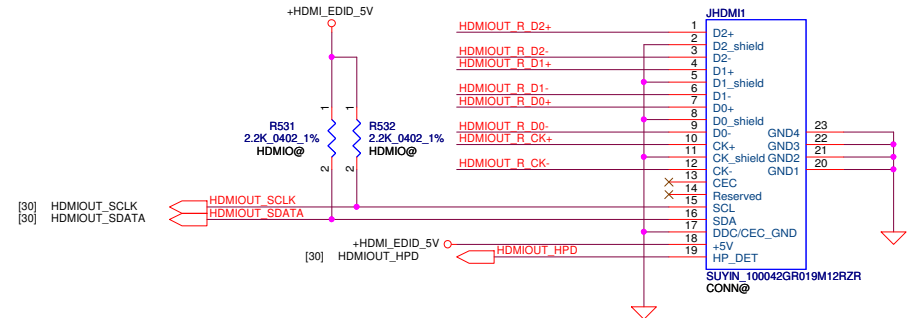 +HDMI_EDID_5V
JHDMI1
HDMIOUT_R_D2+ 1 D2+
2 D2_shield
HDMIOUT_R_D2- 3 D2-
HDMIOUT_R_D1+ 4 D1+
5 D1_shield
HDMIOUT_R_D1- 6 D1-
HDMIOUT_R_D0+ 7 D0+
8 D0_shield
HDMIOUT_R_D0- 9 D0- GND4 23
HDMIOUT_R_CK+ 10 CK+ GND3 22
11 CK_shield GND2 21
HDMIOUT_R_CK- 12 CK- GND1 20
13 CEC
14 Reserved
1 1
R531 R532
2.2K_0402_1% 2.2K_0402_1%
HDMIO@ HDMIO@
2 2
[30] HDMIOUT_SCLK HDMIOUT_SCLK 15 SCL
[30] HDMIOUT_SDATA HDMIOUT_SDATA 16 SDA
17 DDC/CEC_GND
+HDMI_EDID_5V 18 +5V
[30] HDMIOUT_HPD HDMIOUT_HPD 19 HP_DET
SUYIN_100042GR019M12RZR
CONN@